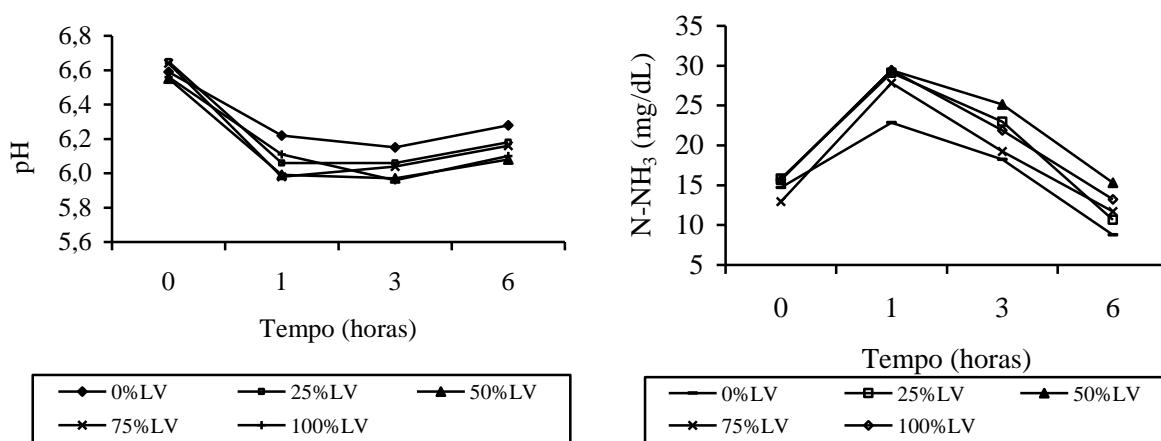 pH
6,8
6,6
6,4
6,2
6,0
5,8
5,6
0 1 3 6
Tempo (horas)
0%LV 25%LV 50%LV
75%LV 100%LV
N-NH3 (mg/dL)
40
35
30
25
20
15
10
5
0 1 3 6
Tempo (horas)
0%LV 25%LV 50%LV
75%LV 100%LV